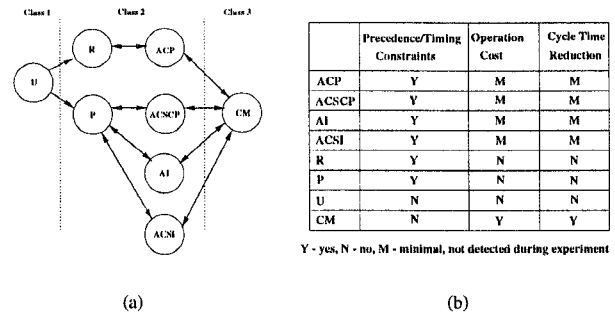 Class 1
Class 2
Class 3
R
ACP
U
P
ACSCP
CM
AI
ACSI
(a)
Precedence/Timing Constraints Operation Cost Cycle Time Reduction
ACP Y M M
ACSCP Y M M
AI Y M M
ACSI Y M M
R Y N N
P Y N N
U N N N
CM N Y Y
Y - yes, N - no, M - minimal, not detected during experiment
(b)